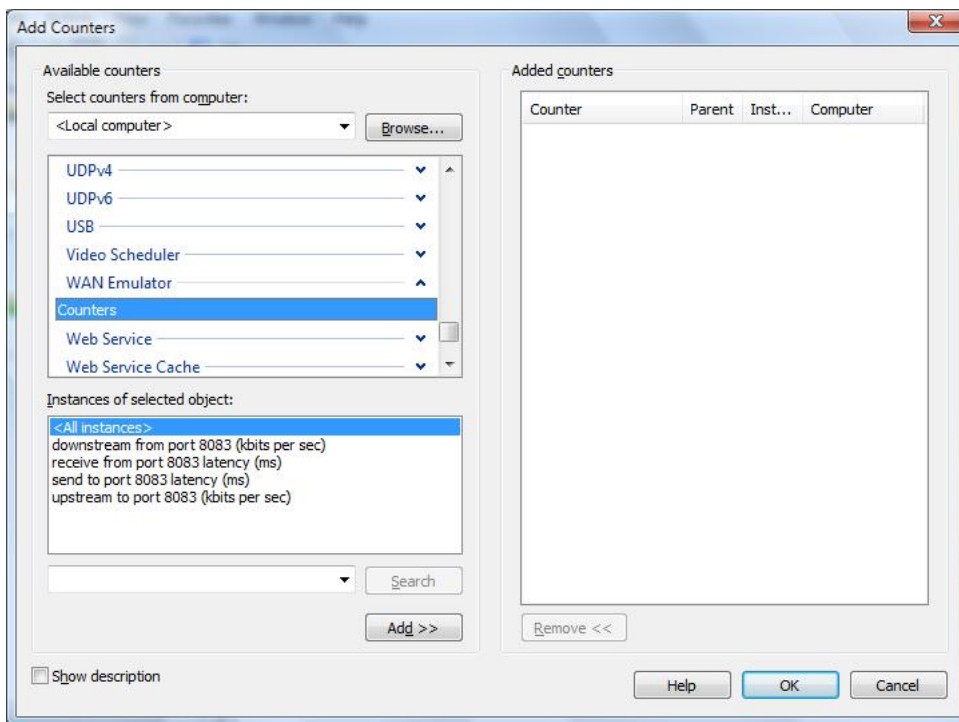 Add Counters
Available counters
Select counters from computer:
<Local computer>
Browse...
UDPv4
UDPv6
USB
Video Scheduler
WAN Emulator
Counters
Web Service
Web Service Cache
Instances of selected object:
<All instances>
downstream from port 8083 (kbits per sec)
receive from port 8083 latency (ms)
send to port 8083 latency (ms)
upstream to port 8083 (kbits per sec)
Search
Add >>
Show description
Added counters
Counter Parent Inst... Computer
Remove <<
Help OK Cancel